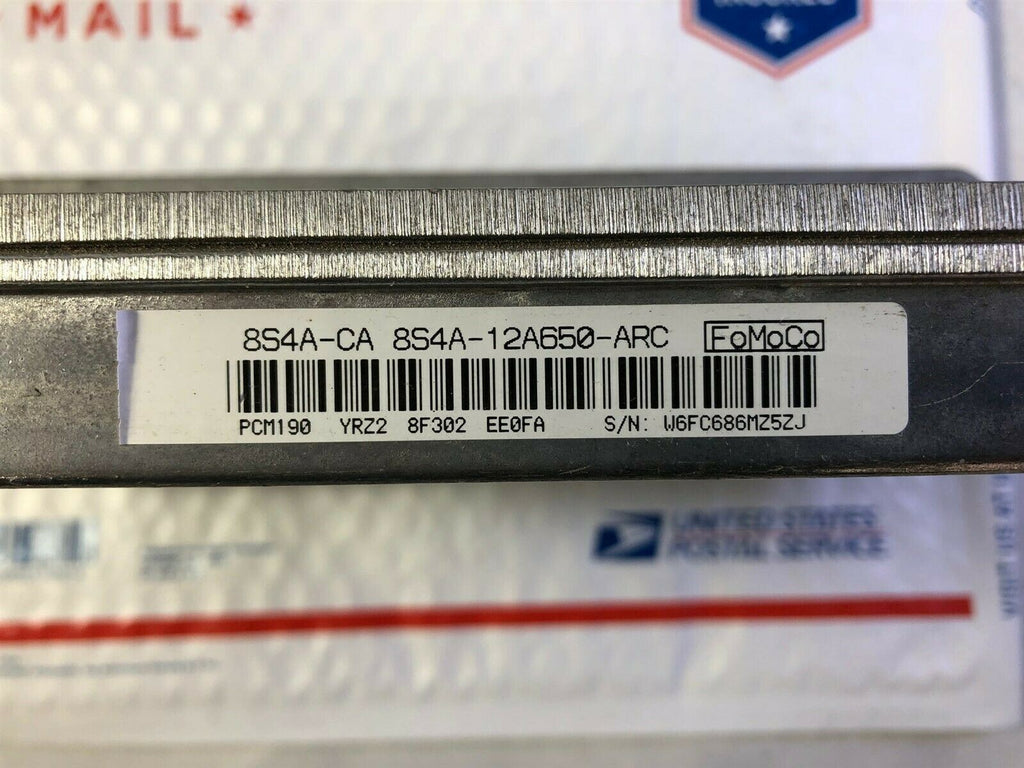 MAIL
8S4A-CA 8S4A-12A650-ARC FoMoCo
PCM190 YRZ2 8F302 EE0FA S/N: W6FC686MZ5ZJ
UNITED STATES
POSTAL SERVICE